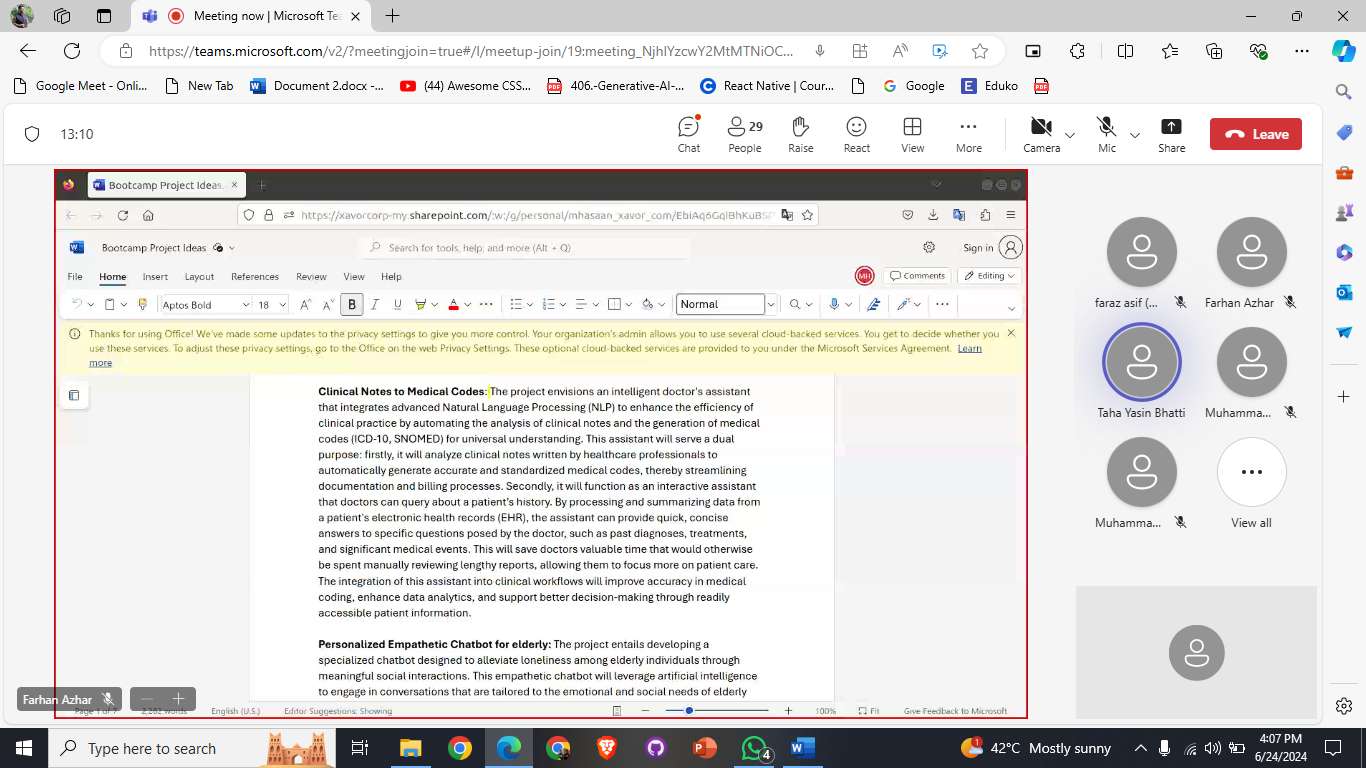 Meeting now | Microsoft Tea
https://teams.microsoft.com/v2/?meetingjoin=true#/l/meetup-join/19:meeting_NjhlYzcwY2MtMTNiOC...
Google Meet - Onli...
New Tab
Document 2.docx -...
(44) Awesome CSS...
406.-Generative-AI-...
React Native | Cour...
Google
Eduko
13:10
Chat
29
People
Raise
React
View
More
Camera
Mic
Share
Leave
Bootcamp Project Ideas.
https://xavorcorp-my.sharepoint.com/:w:/g/personal/mhasaan_xavor_com/
Bootcamp Project Ideas
Search for tools, help, and more (Alt + Q)
Sign in
File Home Insert Layout References Review View Help
MH
Comments
Editing
Aptos Bold 18
B I U
Normal
Thanks for using Office! We've made some updates to the privacy settings to give you more control. Your organization's admin allows you to use several cloud-backed services. You get to decide whether you
use these services. To adjust these privacy settings, go to the Office on the web Privacy Settings. These optional cloud-backed services are provided to you under the Microsoft Services Agreement. Learn
more
Clinical Notes to Medical Codes: The project envisions an intelligent doctor's assistant
that integrates advanced Natural Language Processing (NLP) to enhance the efficiency of
clinical practice by automating the analysis of clinical notes and the generation of medical
codes (ICD-10, SNOMED) for universal understanding. This assistant will serve a dual
purpose: firstly, it will analyze clinical notes written by healthcare professionals to
automatically generate accurate and standardized medical codes, thereby streamlining
documentation and billing processes. Secondly, it will function as an interactive assistant
that doctors can query about a patient's history. By processing and summarizing data from
a patient's electronic health records (EHR), the assistant can provide quick, concise
answers to specific questions posed by the doctor, such as past diagnoses, treatments,
and significant medical events. This will save doctors valuable time that would otherwise
be spent manually reviewing lengthy reports, allowing them to focus more on patient care.
The integration of this assistant into clinical workflows will improve accuracy in medical
coding, enhance data analytics, and support better decision-making through readily
accessible patient information.
Personalized Empathetic Chatbot for elderly: The project entails developing a
specialized chatbot designed to alleviate loneliness among elderly individuals through
meaningful social interactions. This empathetic chatbot will leverage artificial intelligence
to engage in conversations that are tailored to the emotional and social needs of elderly
Farhan Azhar
Page 1 of 7
2,282 words
English (U.S.)
Editor Suggestions: Showing
100%
Fit
Give Feedback to Microsoft
faraz asif (...
Farhan Azhar
Taha Yasin Bhatti
Muhamma...
Muhamma...
View all
Type here to search
4
1
42°C Mostly sunny
4:07 PM
6/24/2024